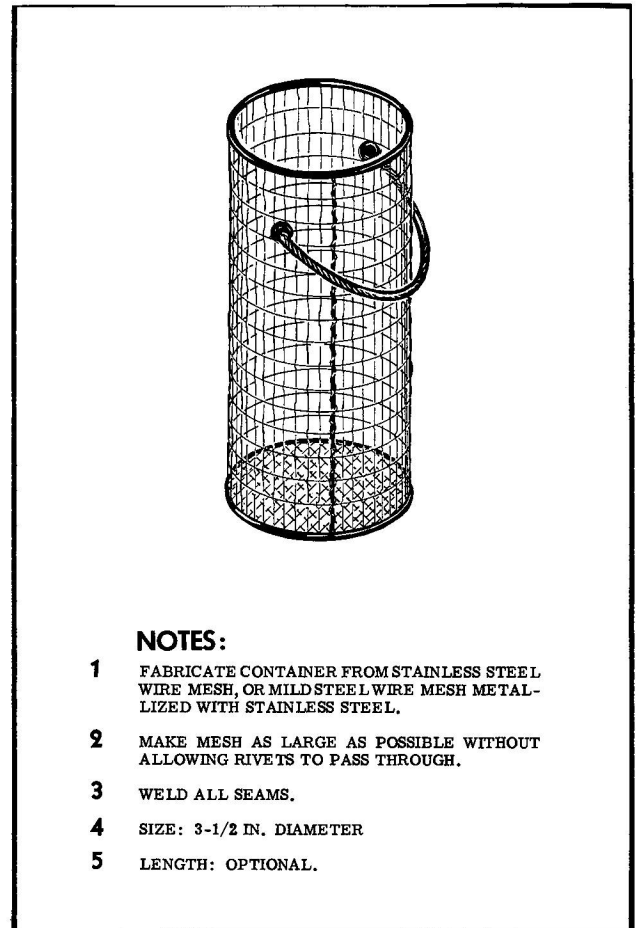 NOTES:
1 FABRICATE CONTAINER FROM STAINLESS STEEL
WIRE MESH, OR MILD STEEL WIRE MESH METAL-
LIZED WITH STAINLESS STEEL.
2 MAKE MESH AS LARGE AS POSSIBLE WITHOUT
ALLOWING RIVETS TO PASS THROUGH.
3 WELD ALL SEAMS.
4 SIZE: 3-1/2 IN. DIAMETER
5 LENGTH: OPTIONAL.